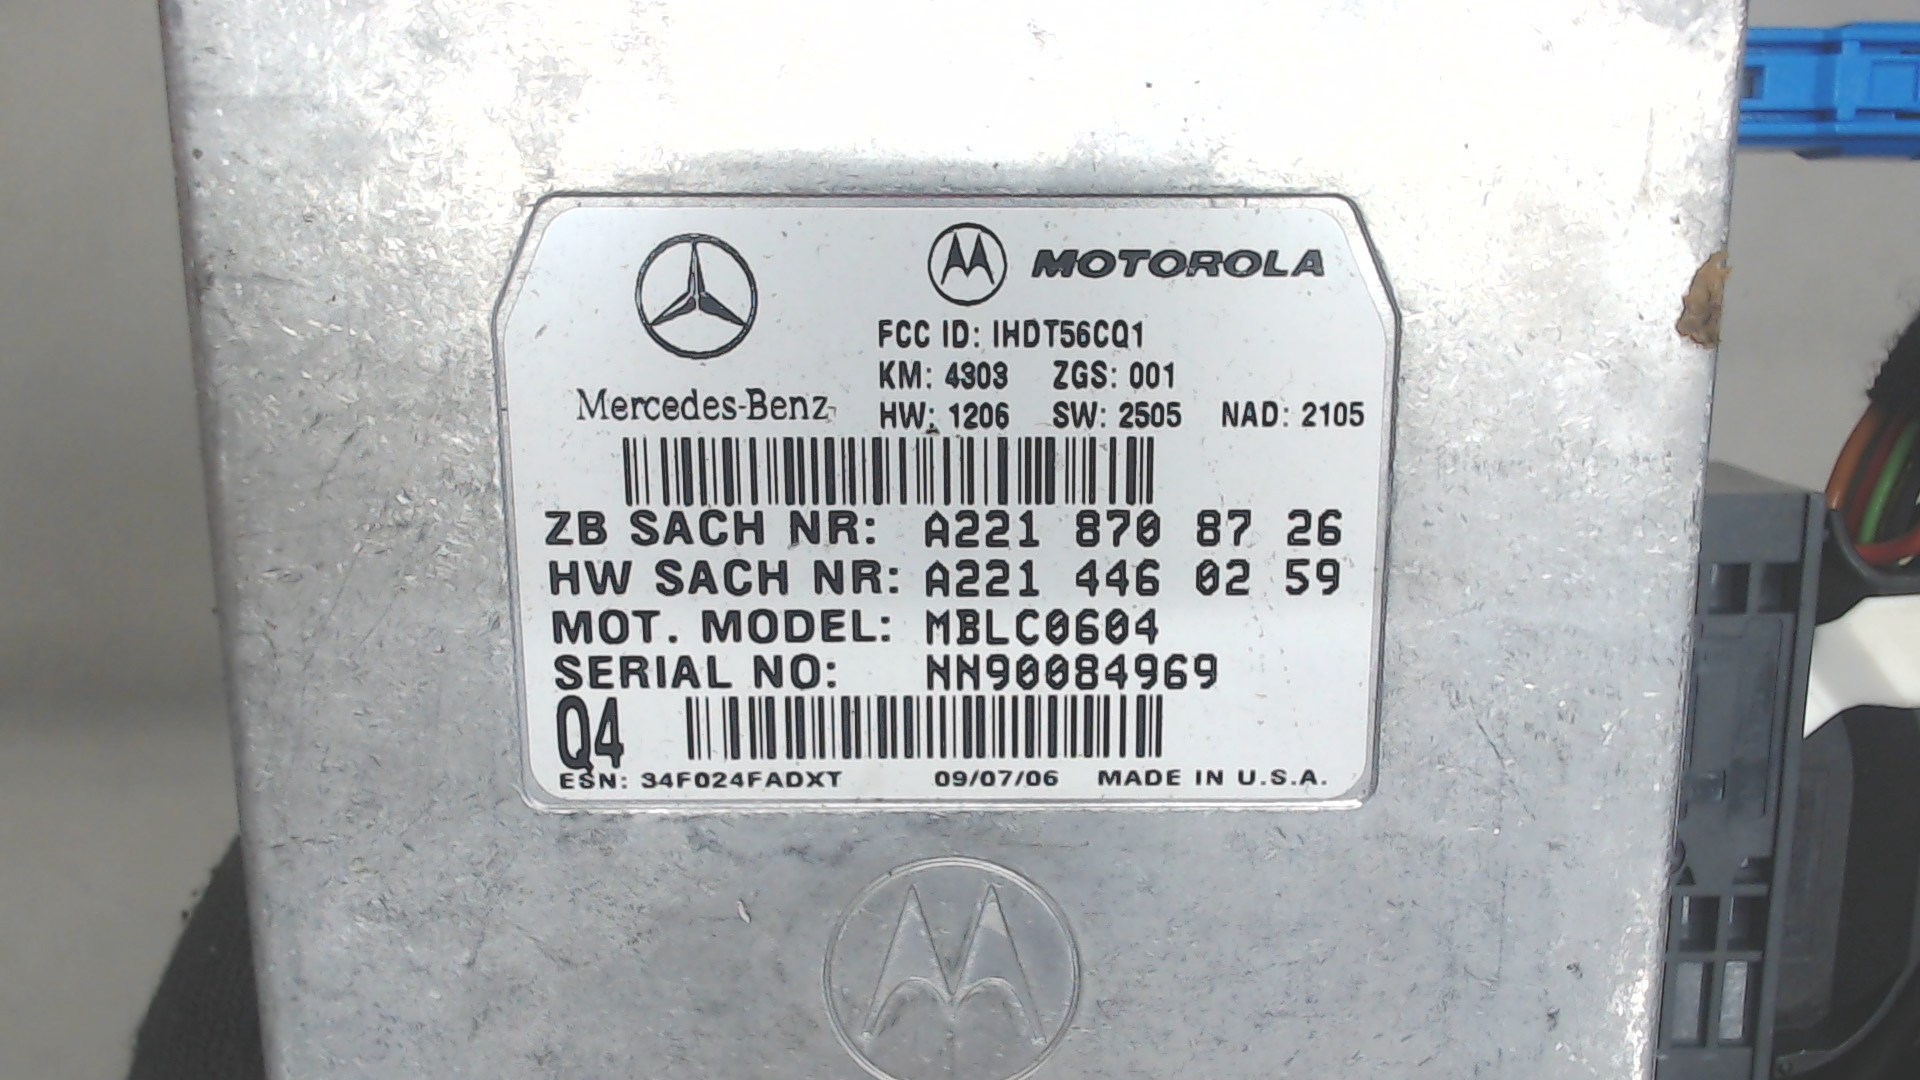 MOTOROLA
FCC ID: IHDT56CQ1
KM: 4303 ZGS: 001
Mercedes-Benz HW: 1206 SW: 2505 NAD: 2105
ZB SACH NR: A221 870 87 26
HW SACH NR: A221 446 02 59
MOT. MODEL: MBLC0604
SERIAL NO: NN90084969
Q4
ESN: 34F024FADXT 09/07/06 MADE IN U.S.A.